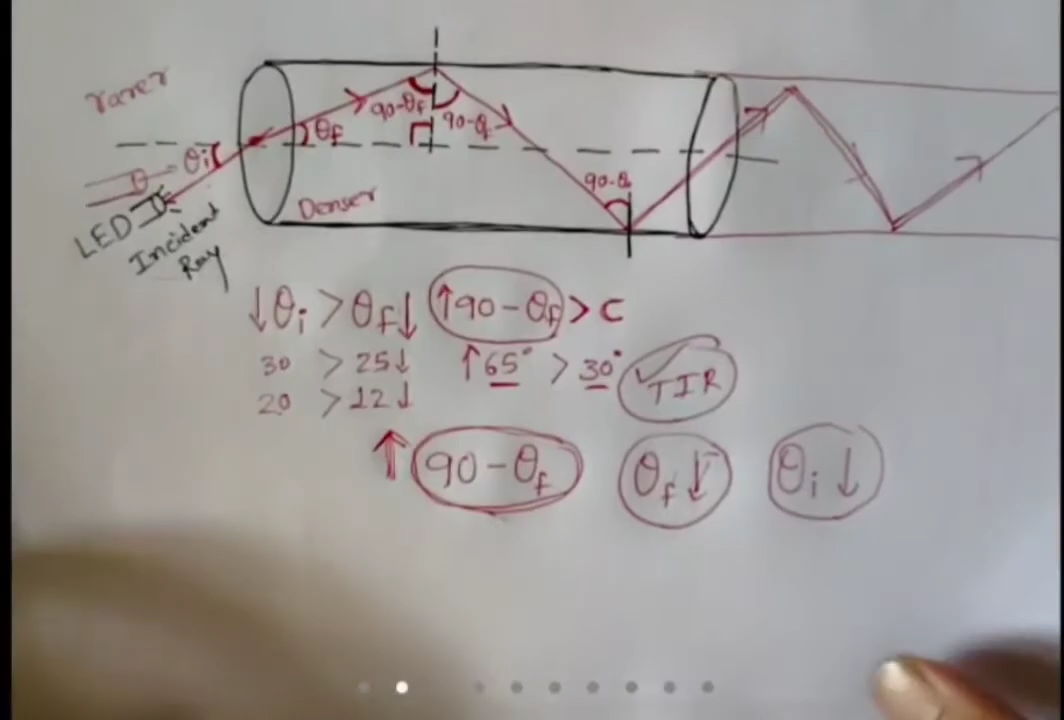 rarer
θi
θ
LED
Incident
Ray
θf
90-θf
90-θf
90-θ
Denser
↓θi > θf↓ ↑90-θf > C
30 > 25↓ ↑65° > 30° ✓TIR
20 > 12↓
↑ 90-θf θf↓ θi↓